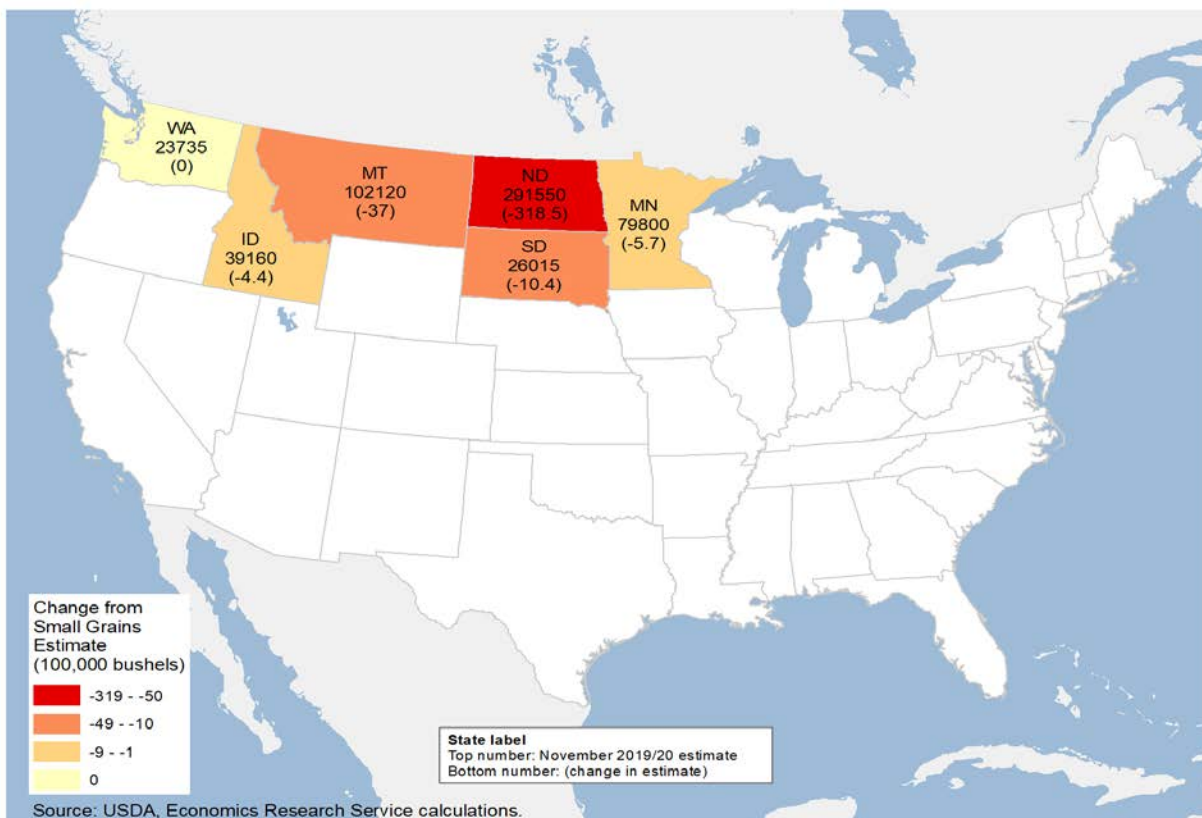 WA
23735
(0)
MT
102120
(-37)
ND
291550
(-318.5)
MN
79800
(-5.7)
ID
39160
(-4.4)
SD
26015
(-10.4)
Change from
Small Grains
Estimate
(100,000 bushels)
-319 - -50
-49 - -10
-9 - -1
0
State label
Top number: November 2019/20 estimate
Bottom number: (change in estimate)
Source: USDA, Economics Research Service calculations.